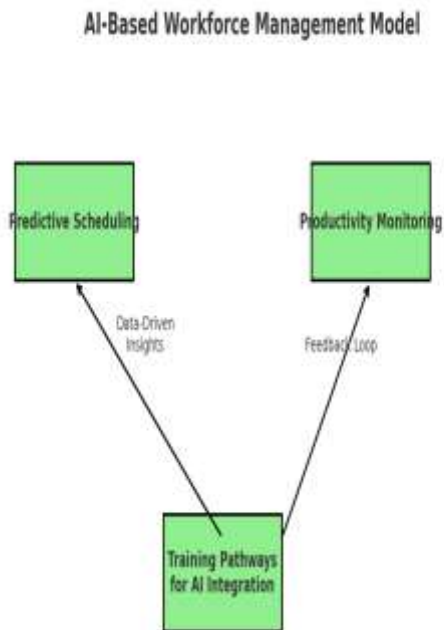 AI-Based Workforce Management Model
Predictive Scheduling
Productivity Monitoring
Data-Driven
Insights
Feedback Loop
Training Pathways
for AI Integration